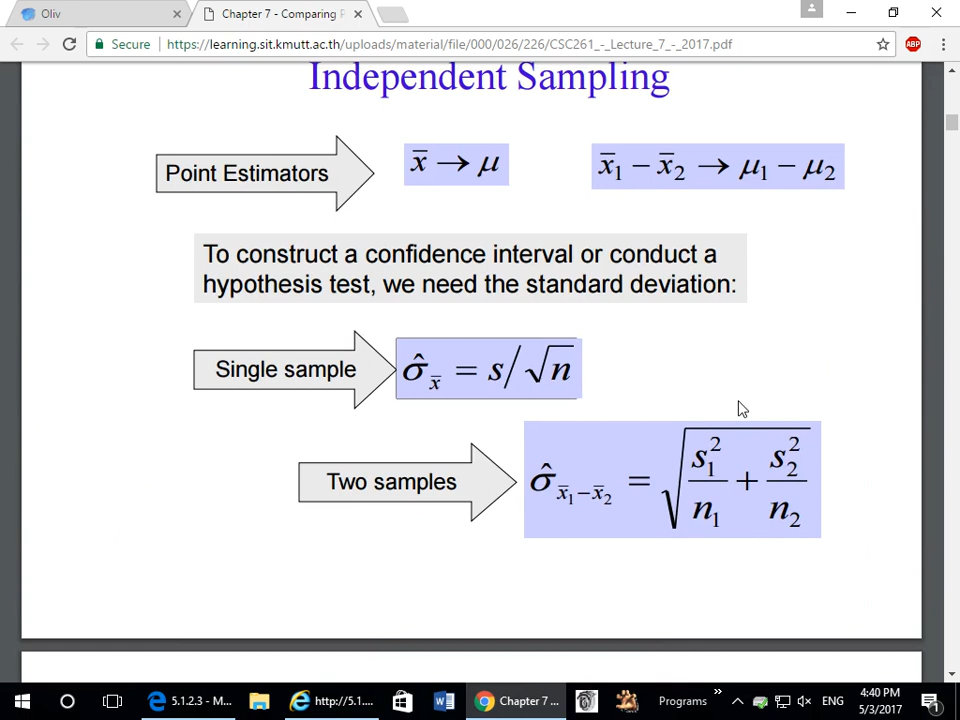 Oliv
Chapter 7 - Comparing P
Secure https://learning.sit.kmutt.ac.th/uploads/material/file/000/026/226/CSC261_-_Lecture_7_-_2017.pdf
ABP
Independent Sampling
Point Estimators
x̄ → μ
x̄₁ − x̄₂ → μ₁ − μ₂
To construct a confidence interval or conduct a
hypothesis test, we need the standard deviation:
Single sample
σ̂_x̄ = s/√n
Two samples
σ̂_x̄₁−x̄₂ = √(s₁²/n₁ + s₂²/n₂)
5.1.2.3 - M...
http://5.1....
Chapter 7 ...
Programs
ENG
4:40 PM
5/3/2017
1